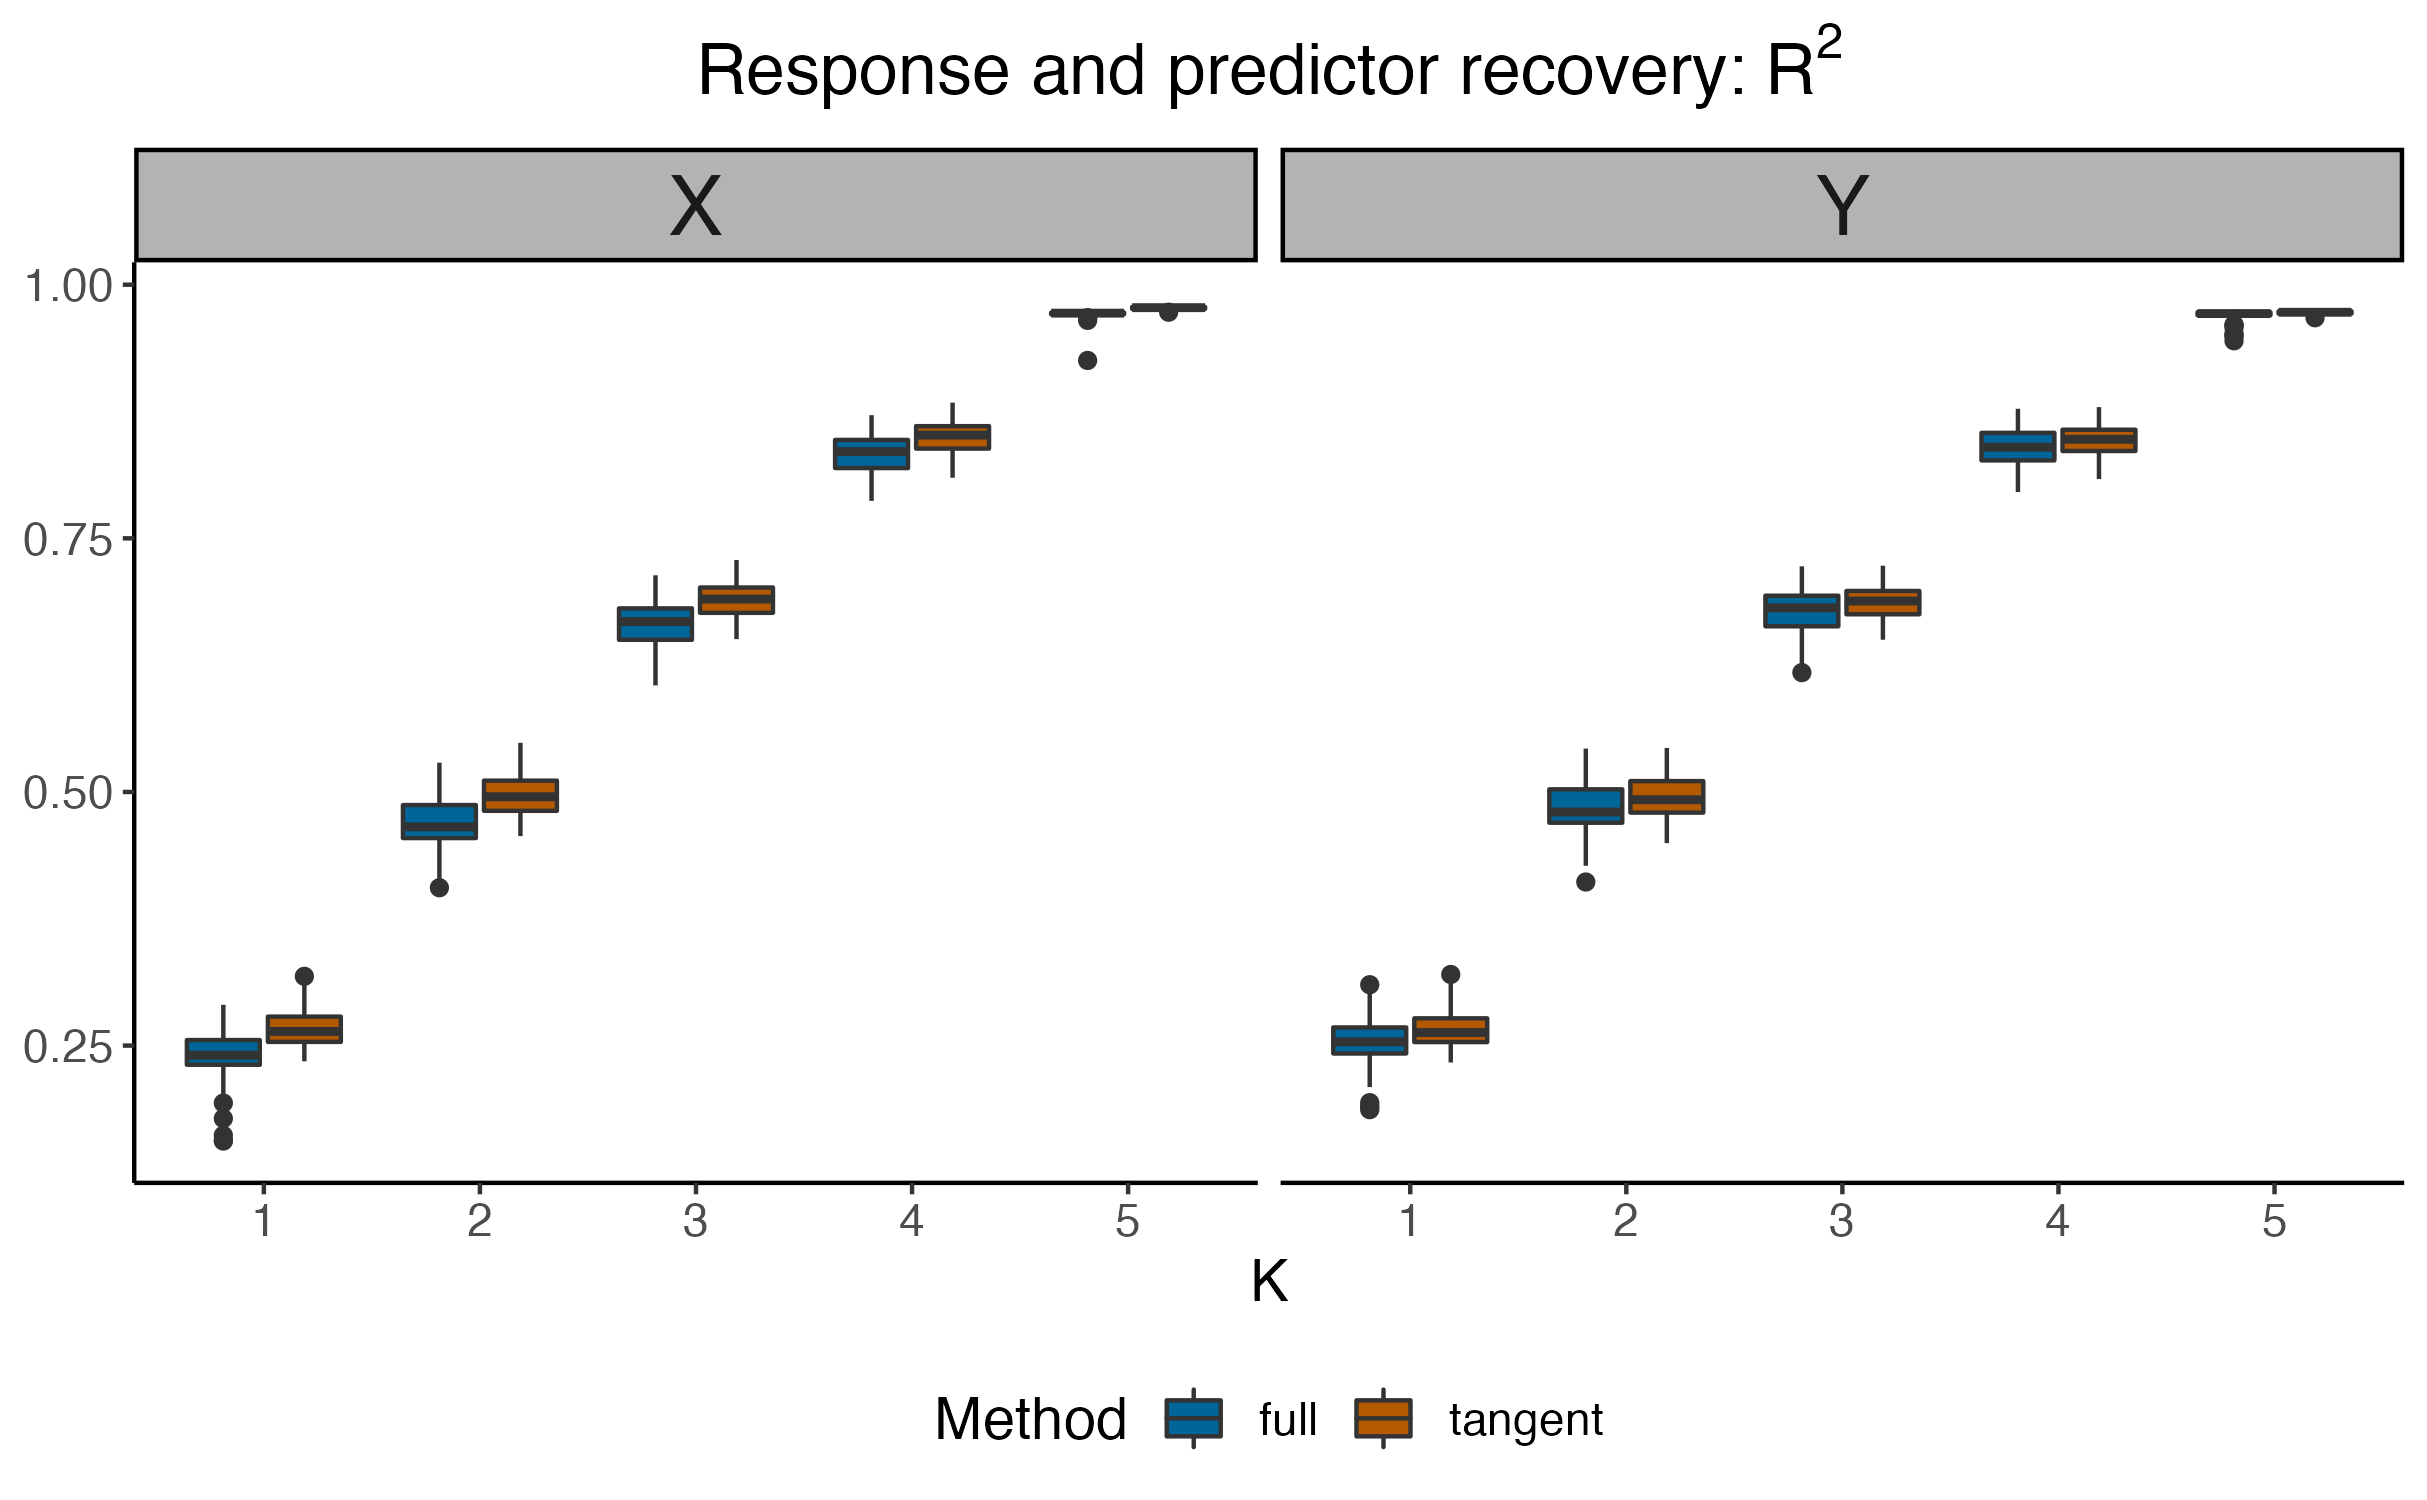 Response and predictor recovery: R²
X Y
1.00
0.75
0.50
0.25
1 2 3 4 5 1 2 3 4 5
K
Method full tangent